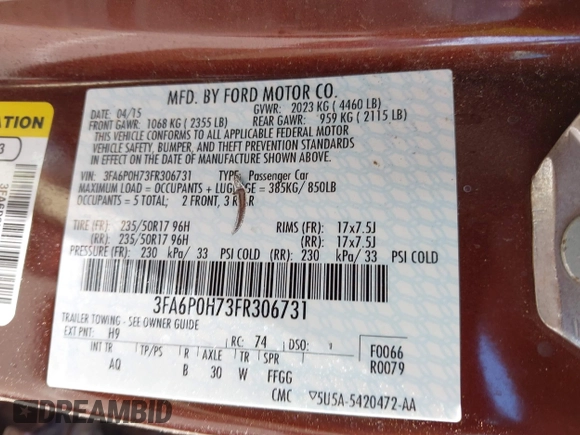 MFD. BY FORD MOTOR CO.
DATE: 04/15 GVWR: 2023 KG ( 4460 LB)
FRONT GAWR: 1068 KG ( 2355 LB) REAR GAWR: 959 KG ( 2115 LB)
THIS VEHICLE CONFORMS TO ALL APPLICABLE FEDERAL MOTOR
VEHICLE SAFETY, BUMPER, AND THEFT PREVENTION STANDARDS
IN EFFECT ON THE DATE OF MANUFACTURE SHOWN ABOVE.
VIN: 3FA6P0H73FR306731 TYPE: Passenger Car
MAXIMUM LOAD = OCCUPANTS + LUG GE = 385KG/ 850LB
OCCUPANTS = 5 TOTAL; 2 FRONT, 3 R R
TIRE (FR): 235/50R17 96H RIMS (FR): 17x7.5J
(RR): 235/50R17 96H (RR): 17x7.5J
PRESSURE (FR): 230 kPa/ 33 PSI COLD (RR): 230 kPa/ 33 PSI COLD
3FA6P0H73FR306731
TRAILER TOWING - SEE OWNER GUIDE
EXT PNT: H9 RC: 74 DSO:
INT TR R AXLE TR SPR
AQ B 30 W FFGG
F0066
R0079
CMC ▽5U5A-5420472-AA
ATION
3
AUTOBIDMASTER